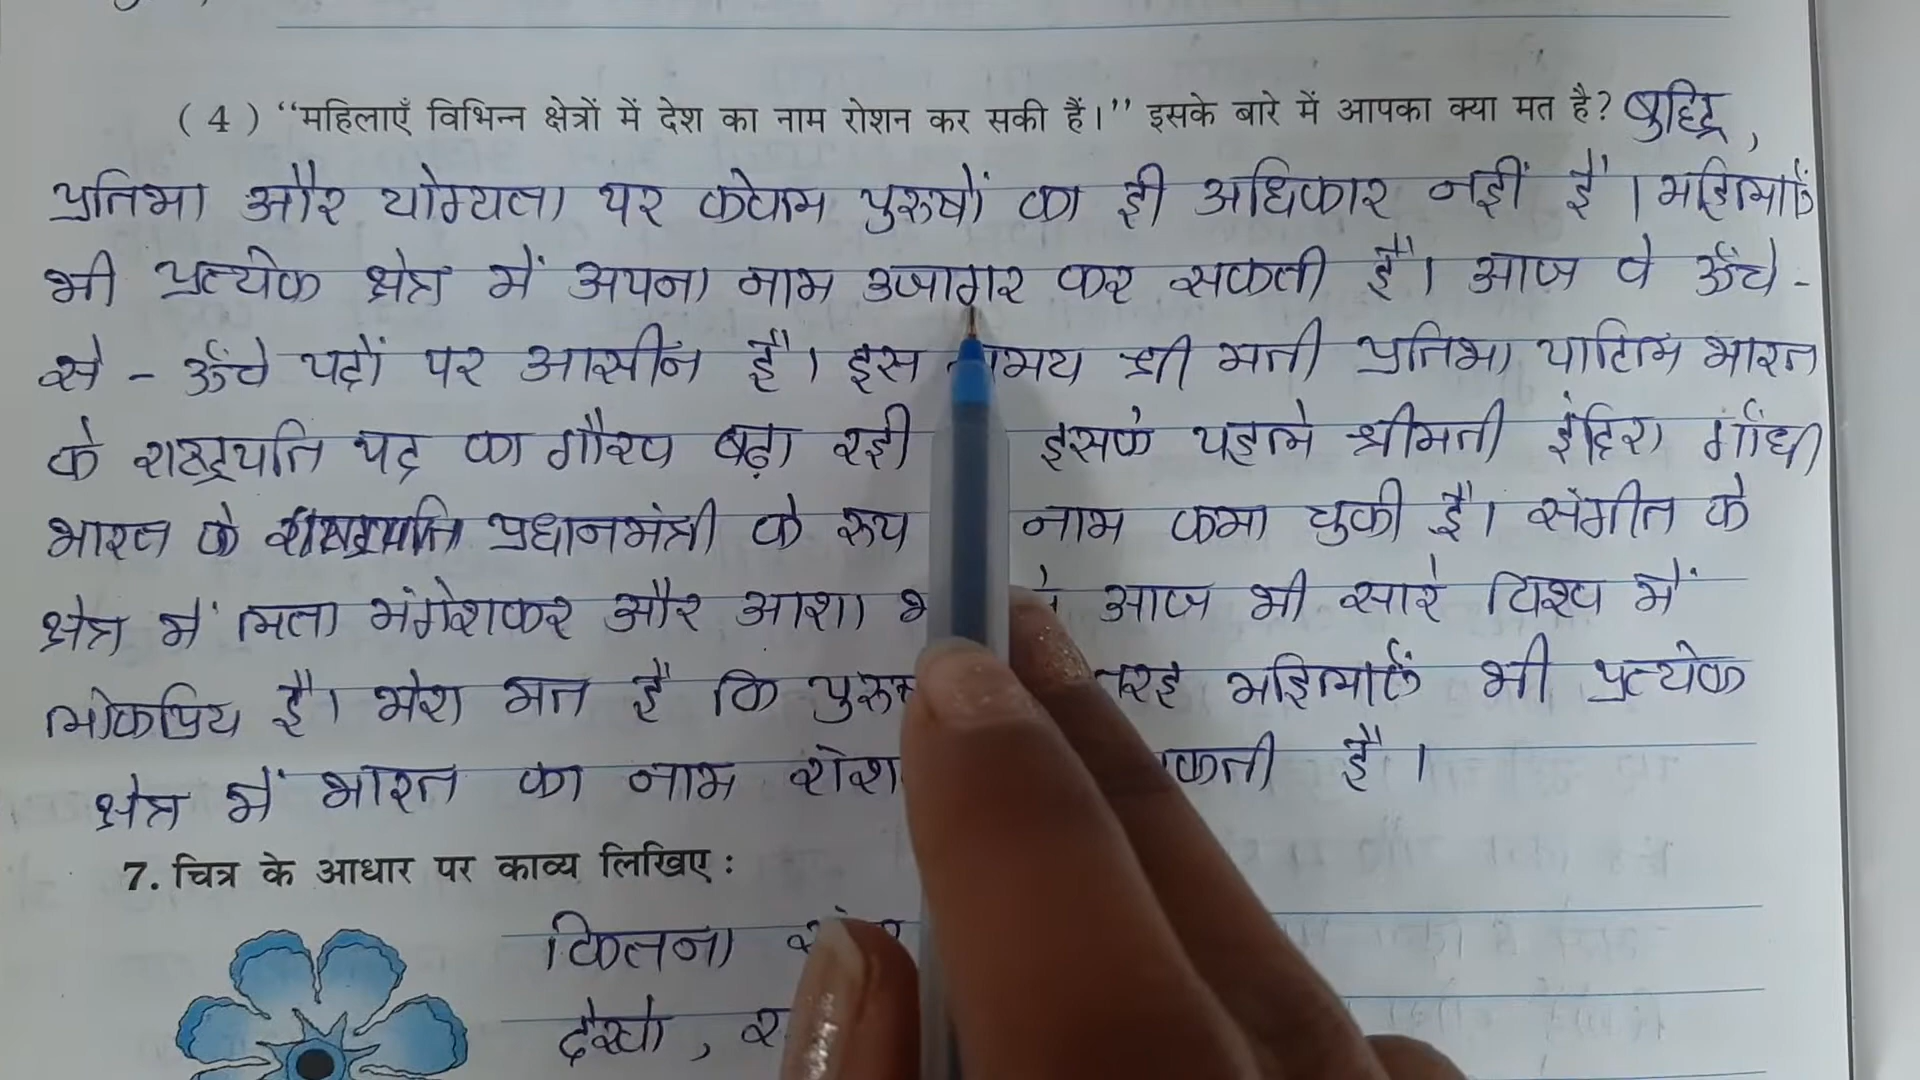 ( 4 ) “महिलाएँ विभिन्न क्षेत्रों में देश का नाम रोशन कर सकी हैं।” इसके बारे में आपका क्या मत है? बुद्धि,
प्रतिभा और योग्यता पर केवल पुरुषों का ही अधिकार नहीं है। महिलाएँ
भी प्रत्येक क्षेत्र में अपना नाम उजागर कर सकती हैं। आज वे ऊँचे -
से - ऊँचे पदों पर आसीन हैं। इस समय श्री मती प्रतिभा पाटिल भारत
के राष्ट्रपति पद का गौरव बढ़ा रही इसके पहले श्रीमती इंदिरा गाँधी
भारत के प्रधानमंत्री के रूप नाम कमा चुकी है। संगीत के
क्षेत्र में लता मंगेशकर और आशा आज भी सारे विश्व में
लोकप्रिय हैं। मेरा मत है कि महिलाएँ भी प्रत्येक
क्षेत्र में भारत का नाम है।
7. चित्र के आधार पर काव्य लिखिए :
कितना
देखो,